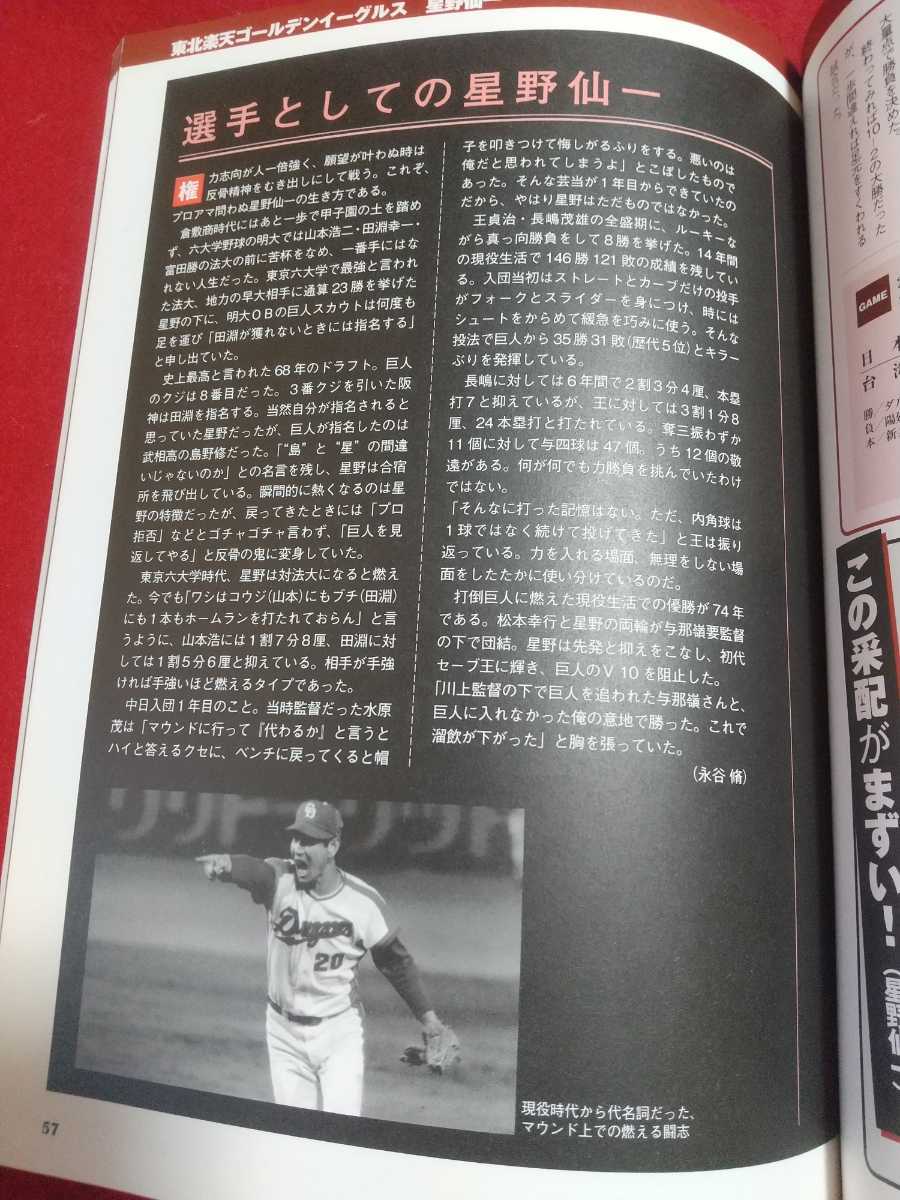 東北楽天ゴールデンイーグルス 星野仙一
選手としての星野仙一
権力志向が人一倍強く、願望が叶わぬ時は
反骨精神をむき出しにして戦う。これぞ、
プロアマ問わぬ星野仙一の生き方である。
倉敷商時代にはあと一歩で甲子園の土を踏め
ず、六大学野球の明大では山本浩二・田淵幸一・
富田勝の法大の前に苦杯をなめ、一番手にはな
れない人生だった。東京六大学で最強と言われ
た法大、地力の早大相手に通算23勝を挙げた
星野の下に、明大OBの巨人スカウトは何度も
足を運び「田淵が獲れないときには指名する」
と申し出ていた。
史上最高と言われた68年のドラフト。巨人
のクジは8番目だった。3番クジを引いた阪
神は田淵を指名する。当然自分が指名されると
思っていた星野だったが、巨人が指名したのは
武相高の島野修だった。「“島”と“星”の間違
いじゃないのか」との名言を残し、星野は合宿
所を飛び出している。瞬間的に熱くなるのは星
野の特徴だったが、戻ってきたときには「プロ
拒否」などとゴチャゴチャ言わず、「巨人を見
返してやる」と反骨の鬼に変身していた。
東京六大学時代、星野は対法大になると燃え
た。今でも「ワシはコウジ(山本)にもブチ(田淵)
にも1本もホームランを打たれておらん」と言
うように、山本浩には1割7分8厘、田淵に対
しては1割5分6厘と抑えている。相手が手強
ければ手強いほど燃えるタイプであった。
中日入団1年目のこと。当時監督だった水原
茂は「マウンドに行って『代わるか』と言うと
ハイと答えるクセに、ベンチに戻ってくると帽
子を叩きつけて悔しがるふりをする。悪いのは
俺だと思われてしまうよ」とこぼしたもので
あった。そんな芸当が1年目からできていたの
だから、やはり星野はただものではなかった。
王貞治・長嶋茂雄の全盛期に、ルーキーな
がら真っ向勝負をして8勝を挙げた。14年間
の現役生活で146勝121敗の成績を残してい
る。入団当初はストレートとカーブだけの投手
がフォークとスライダーを身につけ、時には
シュートをからめて緩急を巧みに使う。そんな
投法で巨人から35勝31敗(歴代5位)とキラー
ぶりを発揮している。
長嶋に対しては6年間で2割3分4厘、本塁
打7と抑えているが、王に対しては3割1分8
厘、24本塁打と打たれている。奪三振わずか
11個に対して与四球は47個。うち12個の敬
遠がある。何が何でも力勝負を挑んでいたわけ
ではない。
「そんなに打った記憶はない。ただ、内角球は
1球ではなく続けて投げてきた」と王は振り
返っている。力を入れる場面、無理をしない場
面をしたたかに使い分けているのだ。
打倒巨人に燃えた現役生活での優勝が74年
である。松本幸行と星野の両輪が与那嶺要監督
の下で団結。星野は先発と抑えをこなし、初代
セーブ王に輝き、巨人のV10を阻止した。
「川上監督の下で巨人を追われた与那嶺さんと、
巨人に入れなかった俺の意地で勝った。これで
溜飲が下がった」と胸を張っていた。
(永谷 脩)
Dragons
20
現役時代から代名詞だった、
マウンド上での燃える闘志
57
大量点で勝負を決めた。
終わってみれば10-2の大勝だった
が、一歩間違えれば足元をすくわれる
GAME
日
台
この采配がまずい!